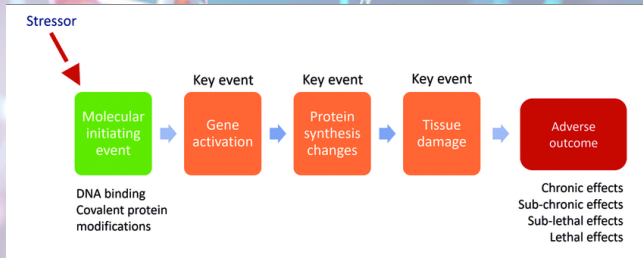 Stressor
Key event
Key event
Key event
Molecular
initiating
event
Gene
activation
Protein
synthesis
changes
Tissue
damage
Adverse
outcome
DNA binding
Covalent protein
modifications
Chronic effects
Sub-chronic effects
Sub-lethal effects
Lethal effects